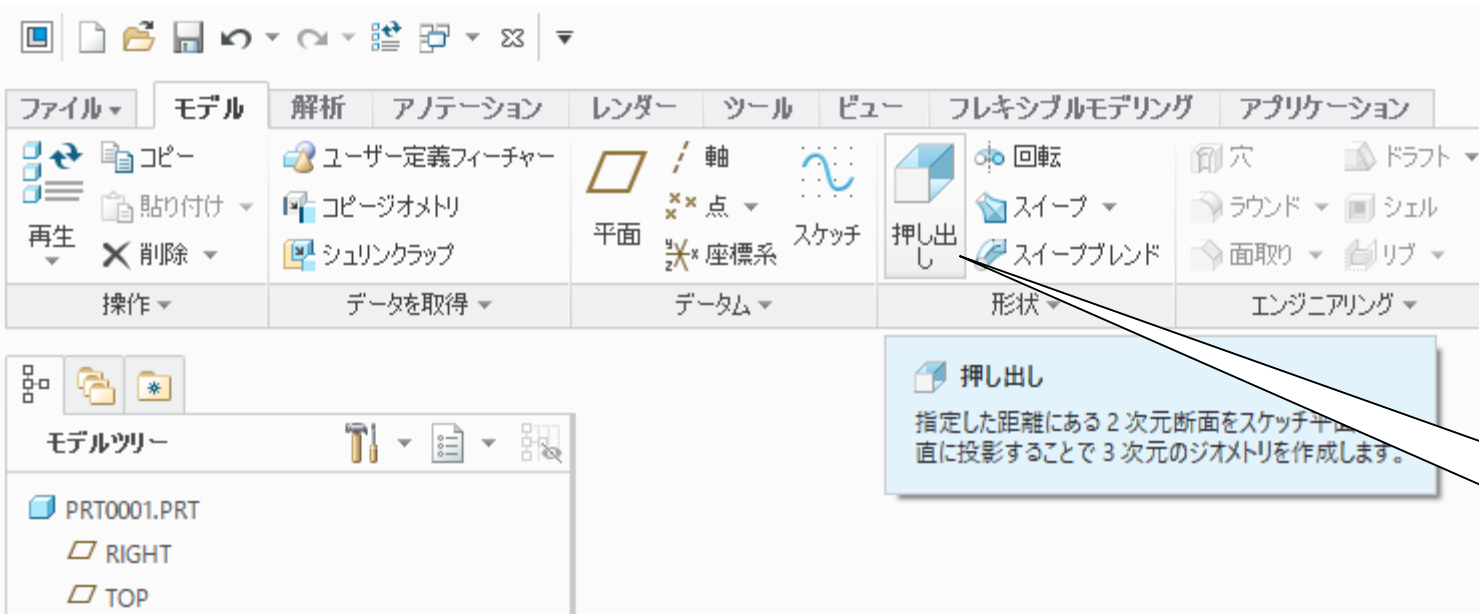 ファイル モデル 解析 アノテーション レンダー ツール ビュー フレキシブルモデリング アプリケーション
コピー ユーザー定義フィーチャー 軸 回転 穴 ドラフト
貼り付け コピージオメトリ 点 スイープ ラウンド シェル
再生 平面 スケッチ 押し出し
削除 シュリンクラップ 座標系 スイープブレンド 面取り リブ
操作 データを取得 データム 形状 エンジニアリング
押し出し
指定した距離にある2次元断面をスケッチ平面
直に投影することで3次元のジオメトリを作成します。
モデルツリー
PRT0001.PRT
RIGHT
TOP